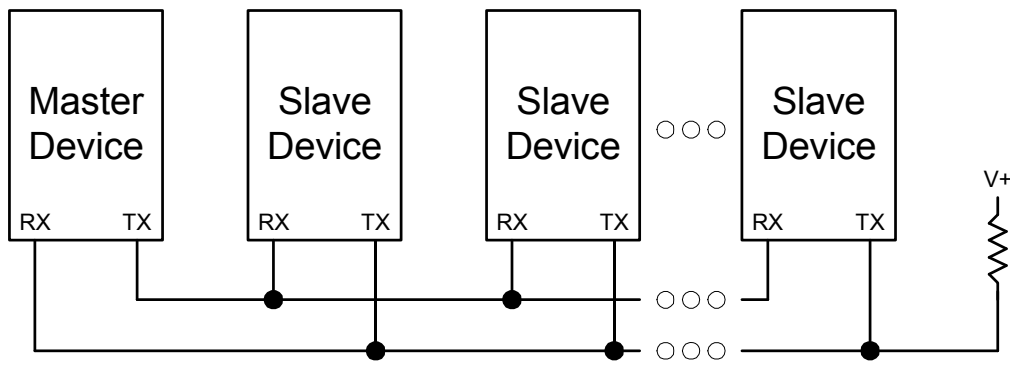 Master
Device
RX TX
Slave
Device
RX TX
Slave
Device
RX TX
Slave
Device
RX TX
V+